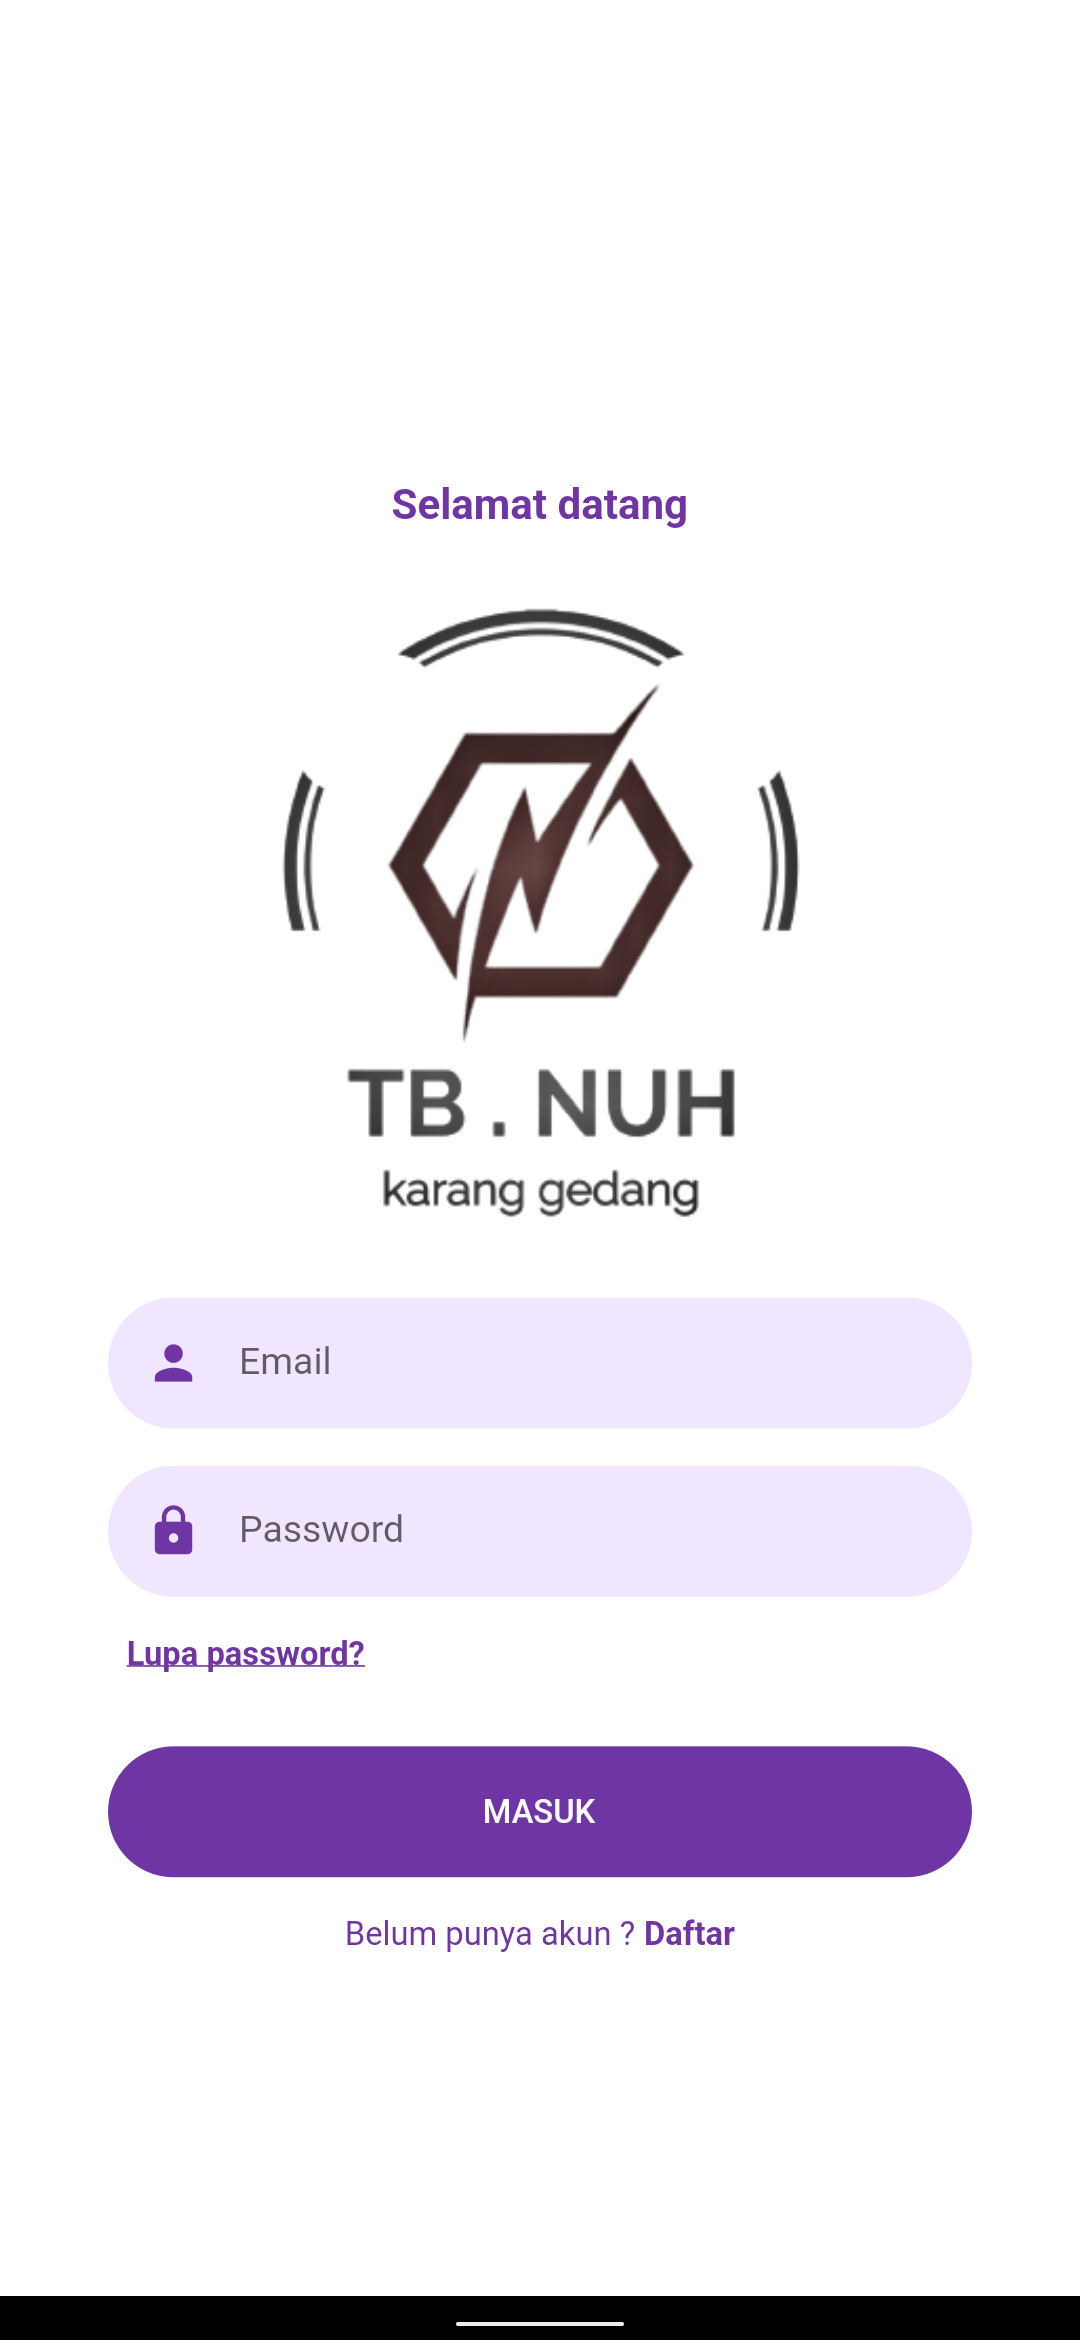 Selamat datang
TB . NUH
karang gedang
Email
Password
Lupa password?
MASUK
Belum punya akun ? Daftar